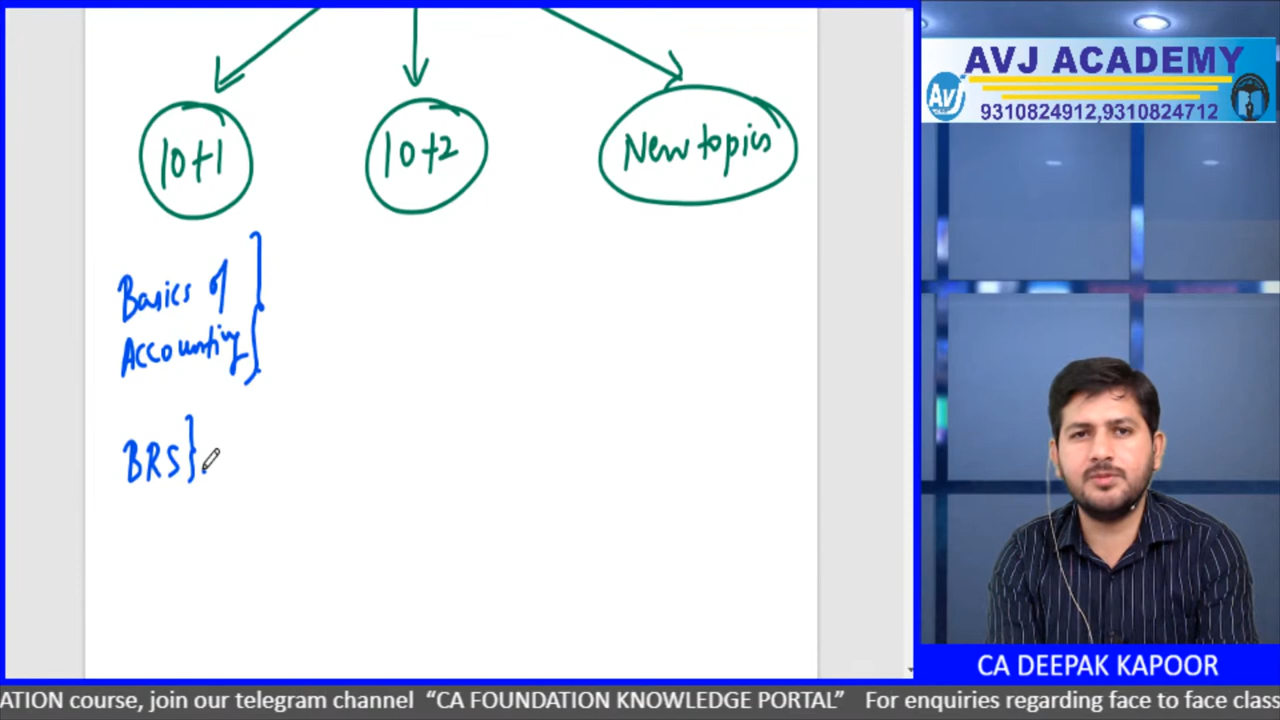 10+1
10+2
New topics
Basics of
Accounting
BRS
AVJ ACADEMY
Avj
9310824912,9310824712
CA DEEPAK KAPOOR
ATION course, join our telegram channel “CA FOUNDATION KNOWLEDGE PORTAL” For enquiries regarding face to face class